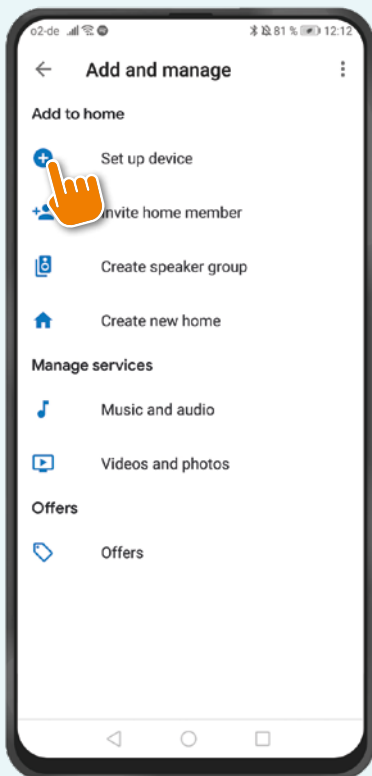 o2-de 81 % 12:12
Add and manage
Add to home
Set up device
Invite home member
Create speaker group
Create new home
Manage services
Music and audio
Videos and photos
Offers
Offers